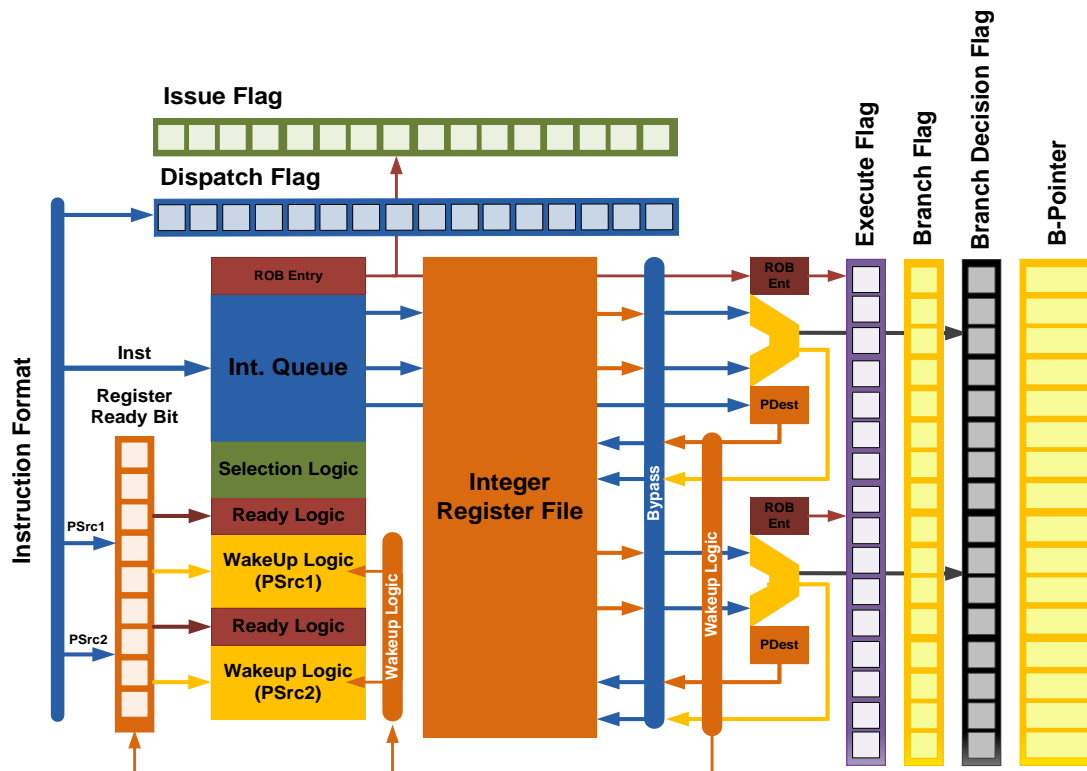 Issue Flag
Dispatch Flag
Instruction Format
Inst
Register
Ready Bit
PSrc1
PSrc2
ROB Entry
Int. Queue
Selection Logic
Ready Logic
WakeUp Logic
(PSrc1)
Ready Logic
Wakeup Logic
(PSrc2)
Wakeup Logic
Integer
Register File
Bypass
Wakeup Logic
ROB
Ent
PDest
ROB
Ent
PDest
Execute Flag
Branch Flag
Branch Decision Flag
B-Pointer